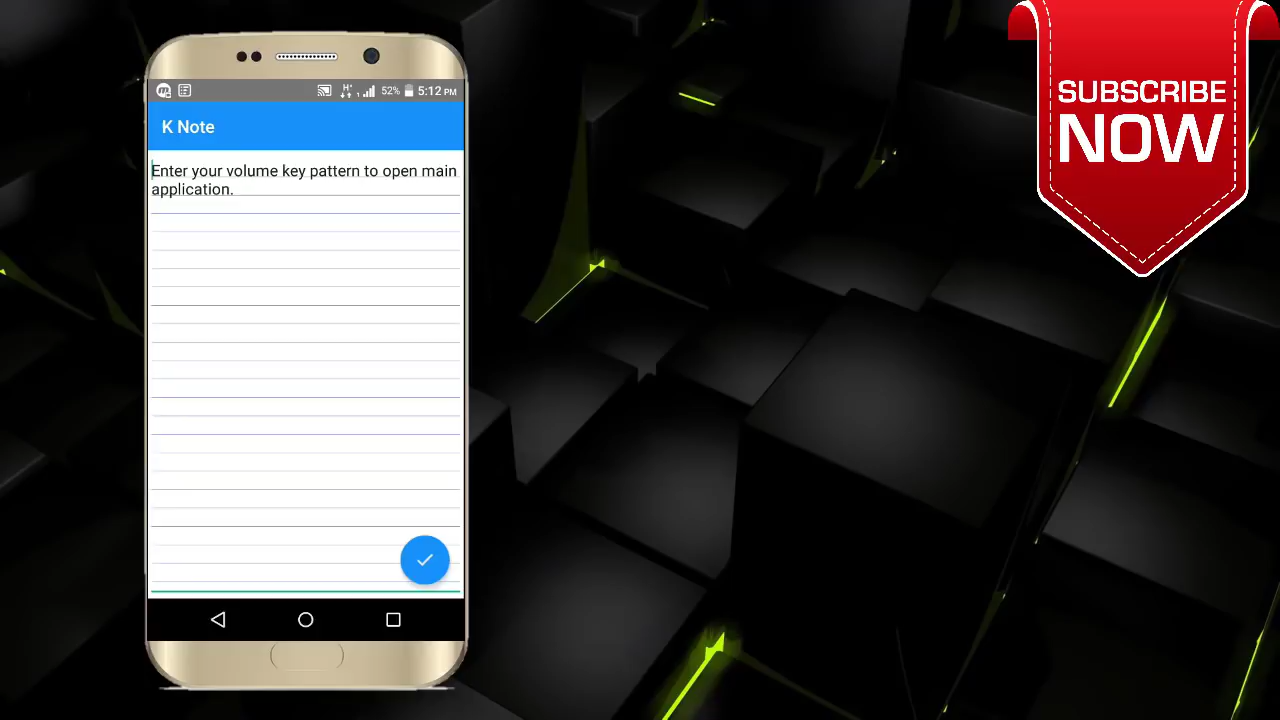 52% 5:12 PM
K Note
Enter your volume key pattern to open main
application.
SUBSCRIBE
NOW